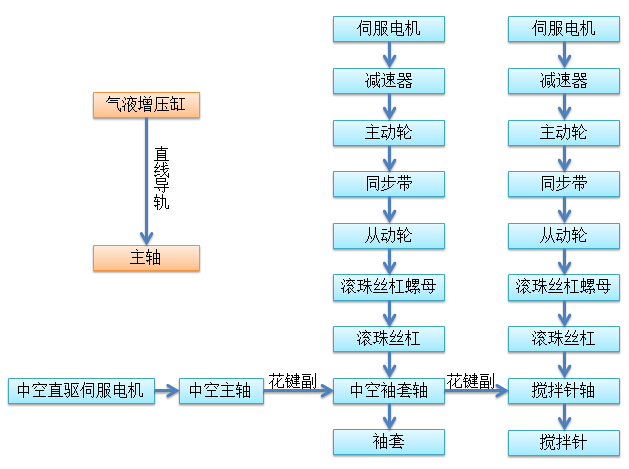 伺服电机
伺服电机
减速器
减速器
气液增压缸
主动轮
主动轮
直线导轨
同步带
同步带
从动轮
从动轮
主轴
滚珠丝杠螺母
滚珠丝杠螺母
滚珠丝杠
滚珠丝杠
中空直驱伺服电机
中空主轴
花键副
中空袖套轴
花键副
搅拌针轴
袖套
搅拌针